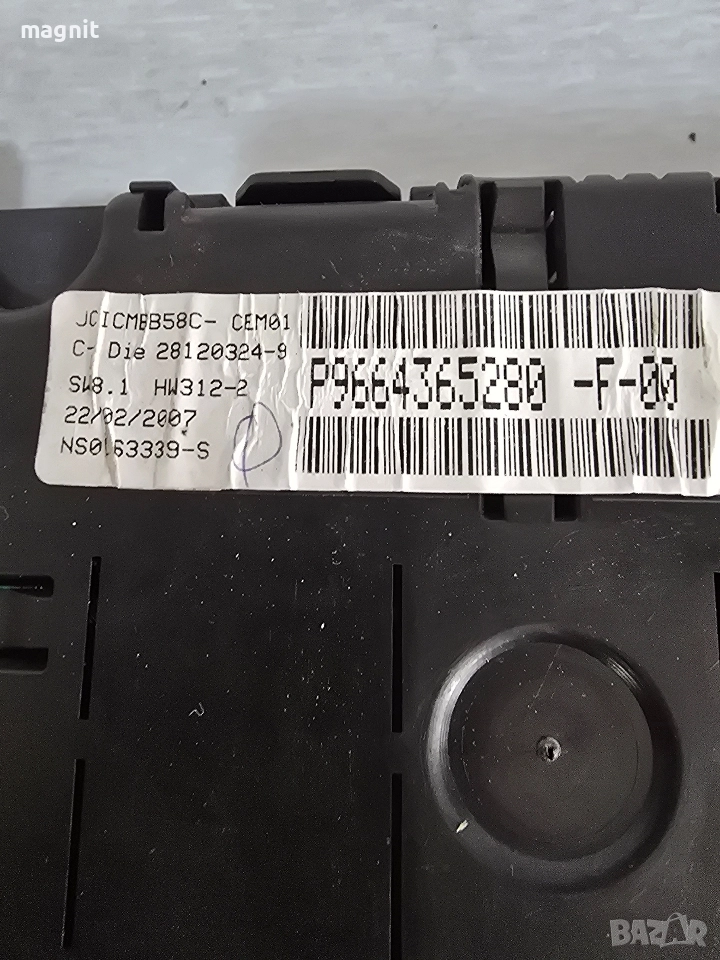 magnit
JCICMBB58C- CEM01
C- Die 28120324-9
SW8.1 HW312-2
22/02/2007
NS0163339-S
P9664365280 -F-00
BAZAR